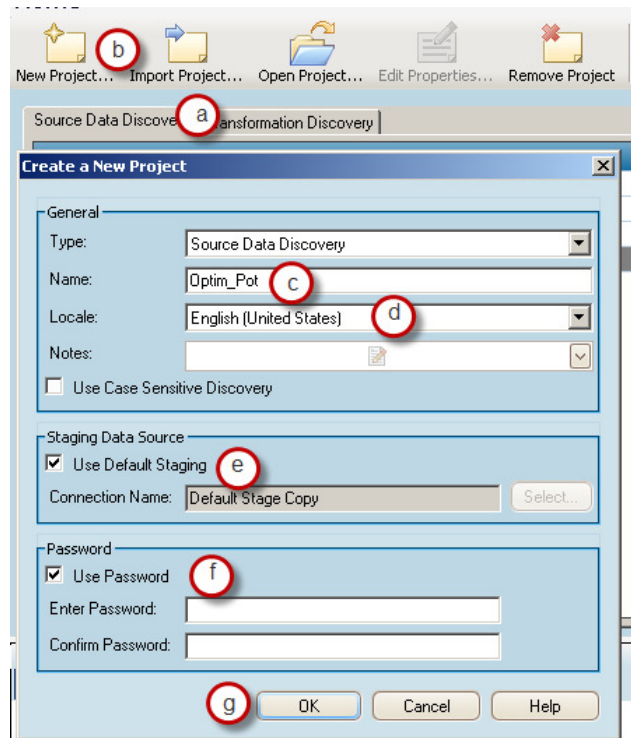 b
New Project... Import Project... Open Project... Edit Properties... Remove Project
Source Data Discove a ansformation Discovery
Create a New Project
General
Type: Source Data Discovery
Name: Optim_Pot c
Locale: English (United States) d
Notes:
Use Case Sensitive Discovery
Staging Data Source
Use Default Staging e
Connection Name: Default Stage Copy Select...
Password
Use Password f
Enter Password:
Confirm Password:
g OK Cancel Help